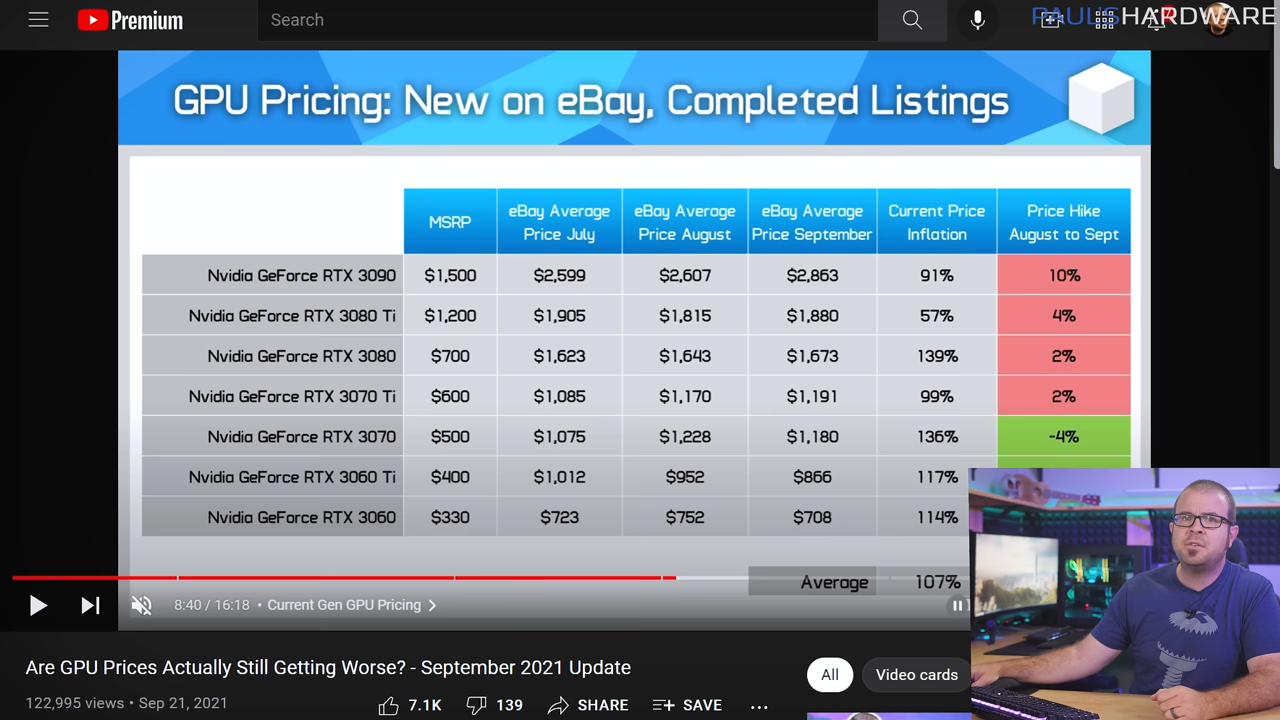 Premium
Search
PAUL'SHARDWARE
GPU Pricing: New on eBay, Completed Listings
MSRP
eBay Average Price July
eBay Average Price August
eBay Average Price September
Current Price Inflation
Price Hike August to Sept
Nvidia GeForce RTX 3090 $1,500 $2,599 $2,607 $2,863 91% 10%
Nvidia GeForce RTX 3080 Ti $1,200 $1,905 $1,815 $1,880 57% 4%
Nvidia GeForce RTX 3080 $700 $1,623 $1,643 $1,673 139% 2%
Nvidia GeForce RTX 3070 Ti $600 $1,085 $1,170 $1,191 99% 2%
Nvidia GeForce RTX 3070 $500 $1,075 $1,228 $1,180 136% -4%
Nvidia GeForce RTX 3060 Ti $400 $1,012 $952 $866 117%
Nvidia GeForce RTX 3060 $330 $723 $752 $708 114%
Average 107%
8:40 / 16:18 • Current Gen GPU Pricing
Are GPU Prices Actually Still Getting Worse? - September 2021 Update
All
Video cards
122,995 views • Sep 21, 2021
7.1K
139
SHARE
SAVE